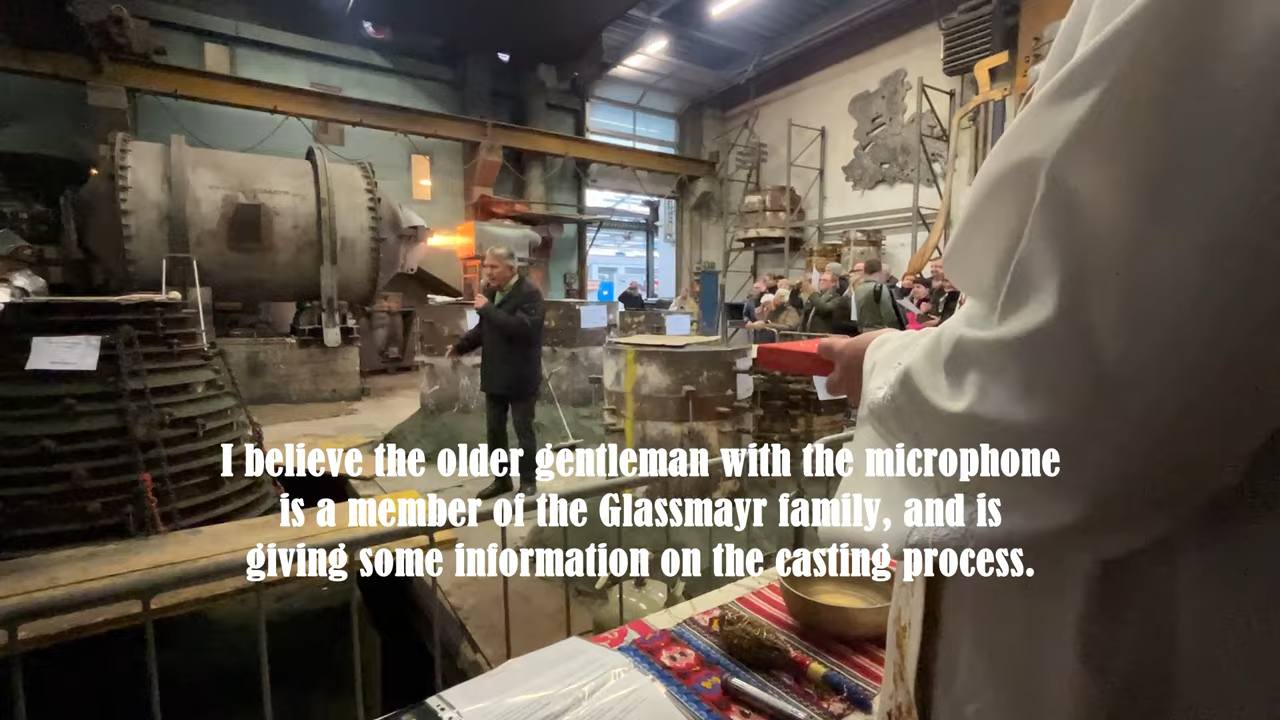 I believe the older gentleman with the microphone
is a member of the Glassmayr family, and is
giving some information on the casting process.